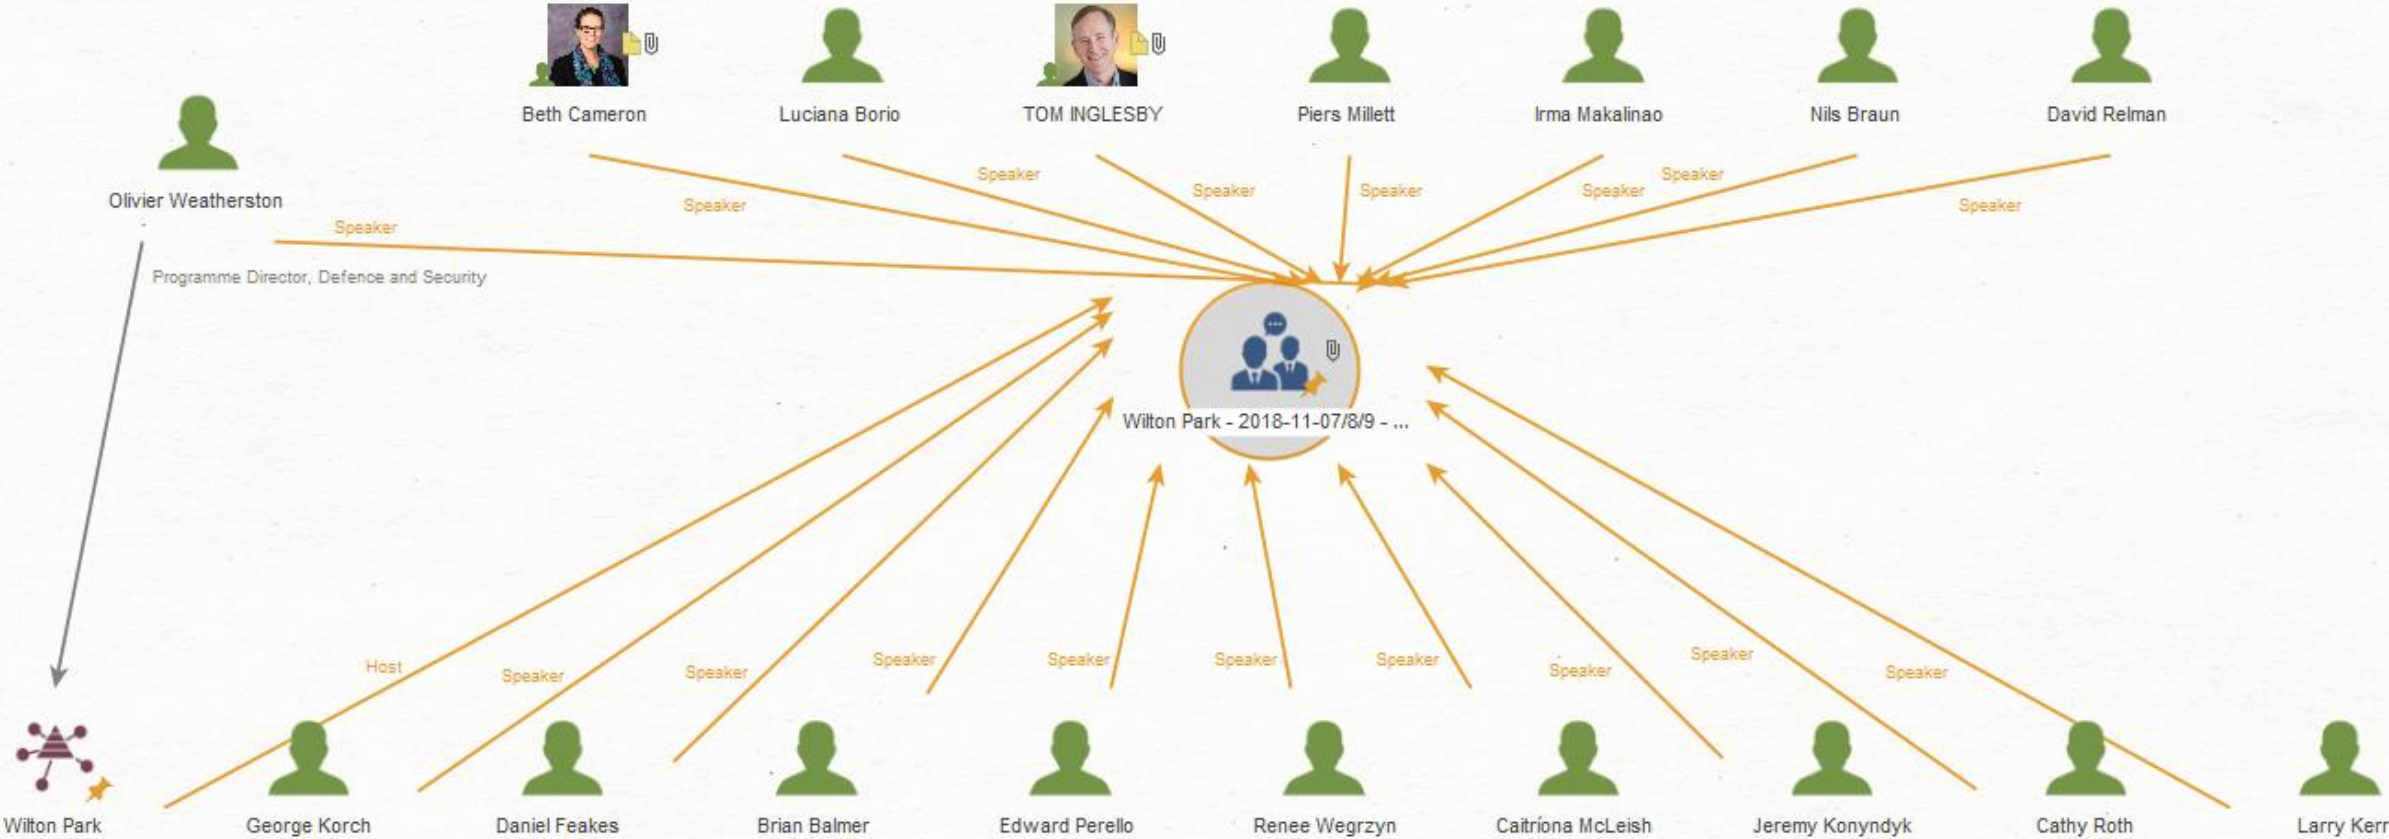 Beth Cameron
Luciana Borio
TOM INGLESBY
Piers Millett
Irma Makalinao
Nils Braun
David Relman
Olivier Weatherston
Speaker
Speaker
Speaker
Speaker
Speaker
Speaker
Speaker
Speaker
Programme Director, Defence and Security
Wilton Park - 2018-11-07/8/9 - ...
Host
Speaker
Speaker
Speaker
Speaker
Speaker
Speaker
Speaker
Speaker
Speaker
Wilton Park
George Korch
Daniel Feakes
Brian Balmer
Edward Perello
Renee Wegrzyn
Caitríona McLeish
Jeremy Konyndyk
Cathy Roth
Larry Kerr